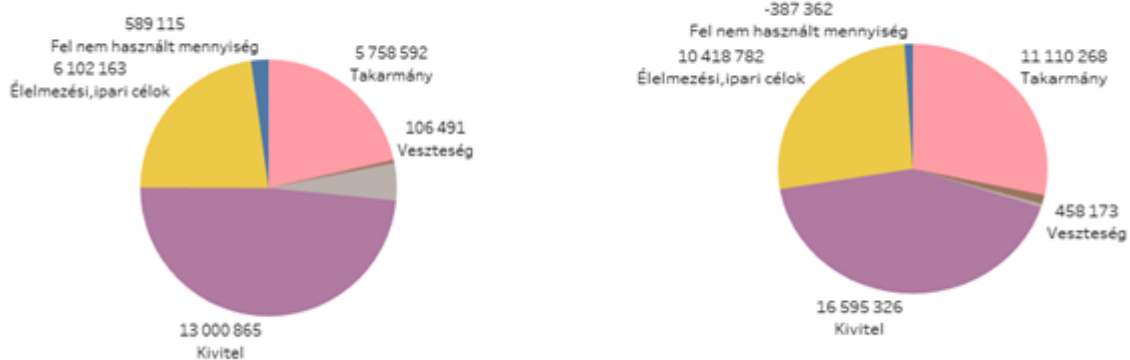 589 115
Fel nem használt mennyiség
6 102 163
Élelmezési,ipari célok
5 758 592
Takarmány
106 491
Veszteség
13 000 865
Kivitel
-387 362
Fel nem használt mennyiség
10 418 782
Élelmezési,ipari célok
11 110 268
Takarmány
458 173
Veszteség
16 595 326
Kivitel